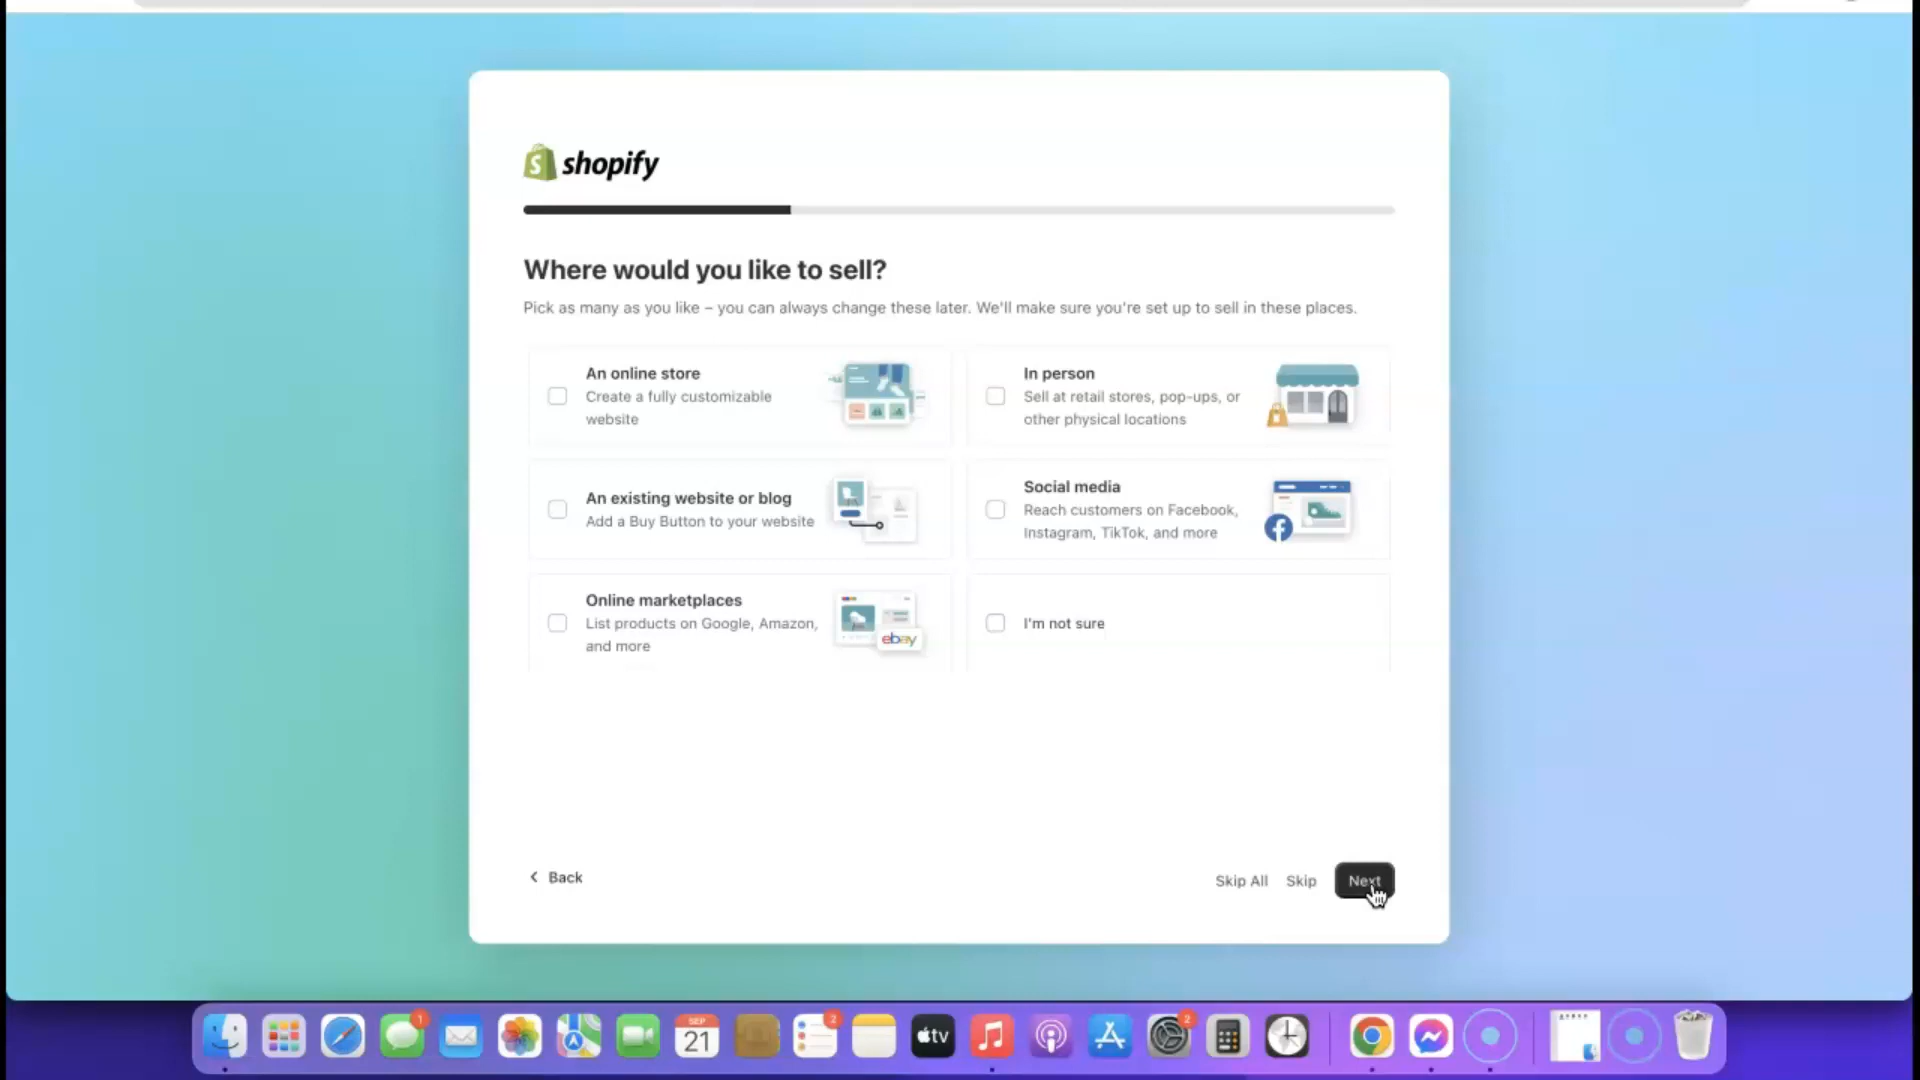 shopify
Where would you like to sell?
Pick as many as you like – you can always change these later. We'll make sure you're set up to sell in these places.
An online store
Create a fully customizable
website
In person
Sell at retail stores, pop-ups, or
other physical locations
An existing website or blog
Add a Buy Button to your website
Social media
Reach customers on Facebook,
Instagram, TikTok, and more
Online marketplaces
List products on Google, Amazon,
and more
ebay
I'm not sure
Back
Skip All
Skip
Next
1
SEP
21
2
tv
2